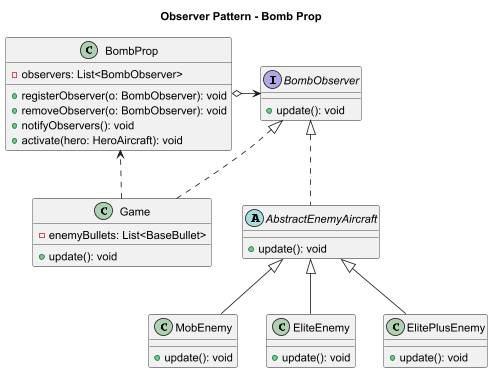 Observer Pattern - Bomb Prop
C BombProp
observers: List<BombObserver>
registerObserver(o: BombObserver): void
removeObserver(o: BombObserver): void
notifyObservers(): void
activate(hero: HeroAircraft): void
I BombObserver
update(): void
C Game
enemyBullets: List<BaseBullet>
update(): void
A AbstractEnemyAircraft
update(): void
C MobEnemy
update(): void
C EliteEnemy
update(): void
C ElitePlusEnemy
update(): void